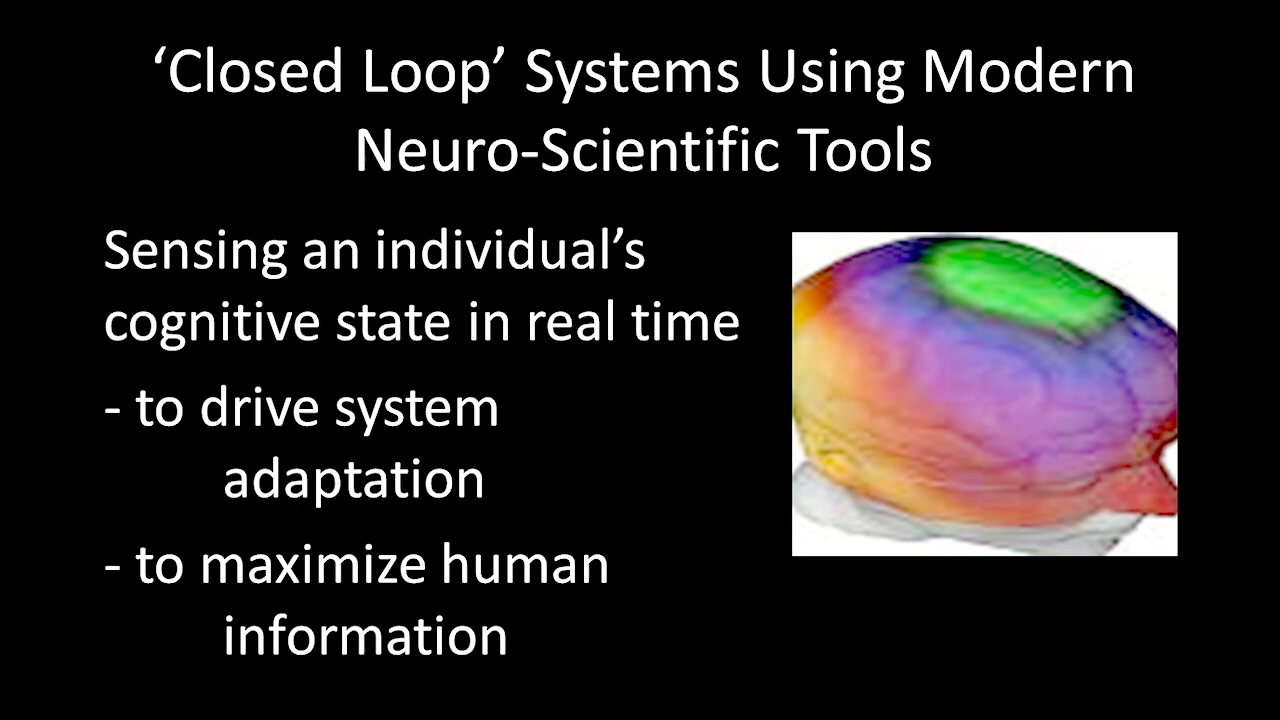 ‘Closed Loop’ Systems Using Modern
Neuro-Scientific Tools
Sensing an individual’s
cognitive state in real time
- to drive system
adaptation
- to maximize human
information